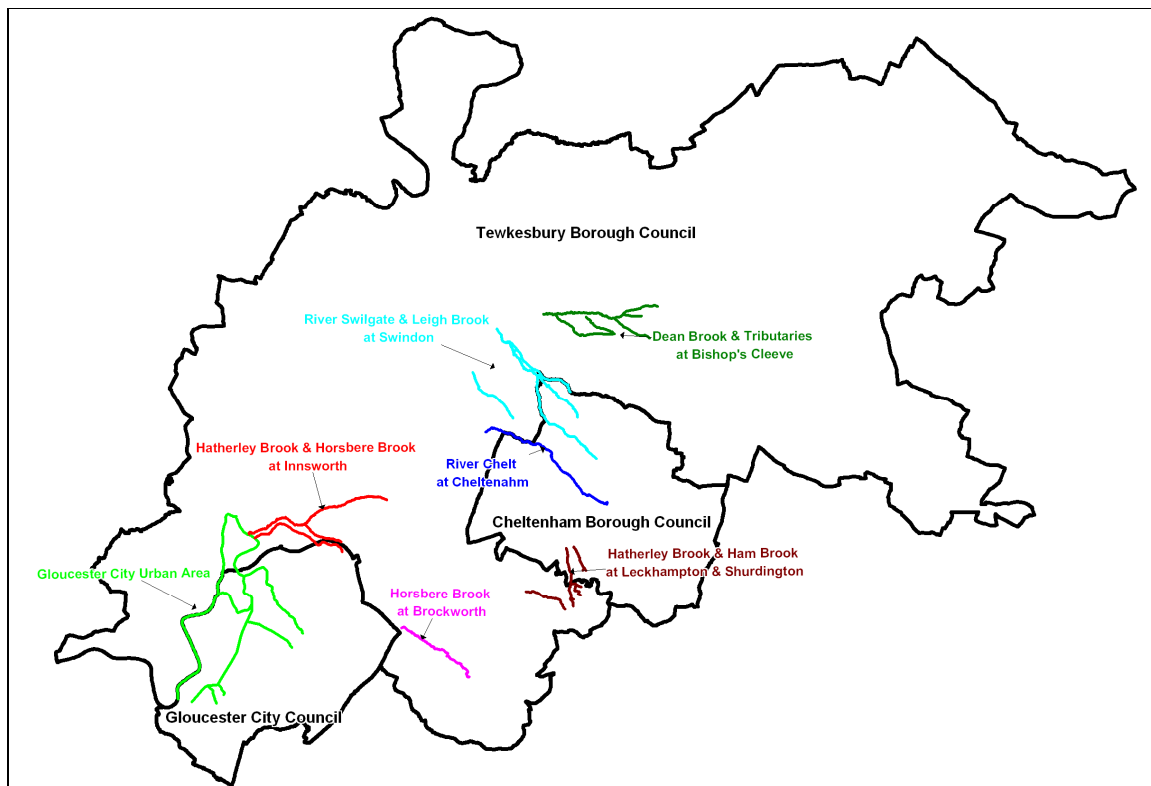 Tewkesbury Borough Council
River Swilgate & Leigh Brook
at Swindon
Dean Brook & Tributaries
at Bishop's Cleeve
Hatherley Brook & Horsbere Brook
at Innsworth
River Chelt
at Cheltenahm
Cheltenham Borough Council
Hatherley Brook & Ham Brook
at Leckhampton & Shurdington
Gloucester City Urban Area
Horsbere Brook
at Brockworth
Gloucester City Council